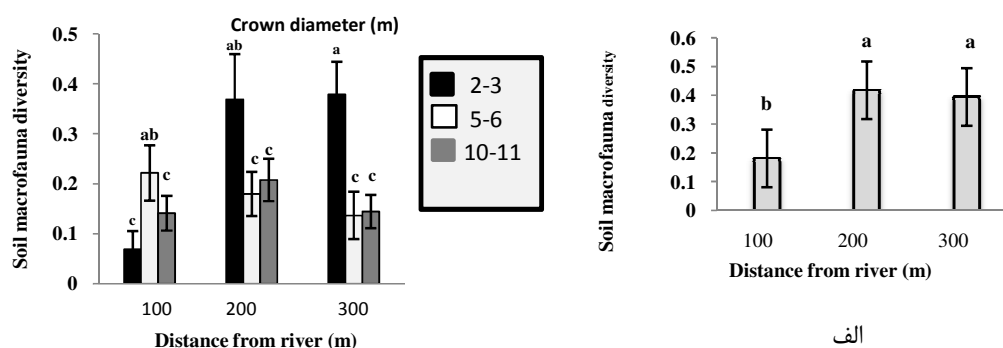 Crown diameter (m)
Soil macrofauna diversity
0.5
0.4
0.3
0.2
0.1
0
c
ab
c
ab
c
c
a
c
c
100
200
300
Distance from river (m)
2-3
5-6
10-11
Soil macrofauna diversity
0.6
0.5
0.4
0.3
0.2
0.1
0
b
a
a
100
200
300
Distance from river (m)
الف